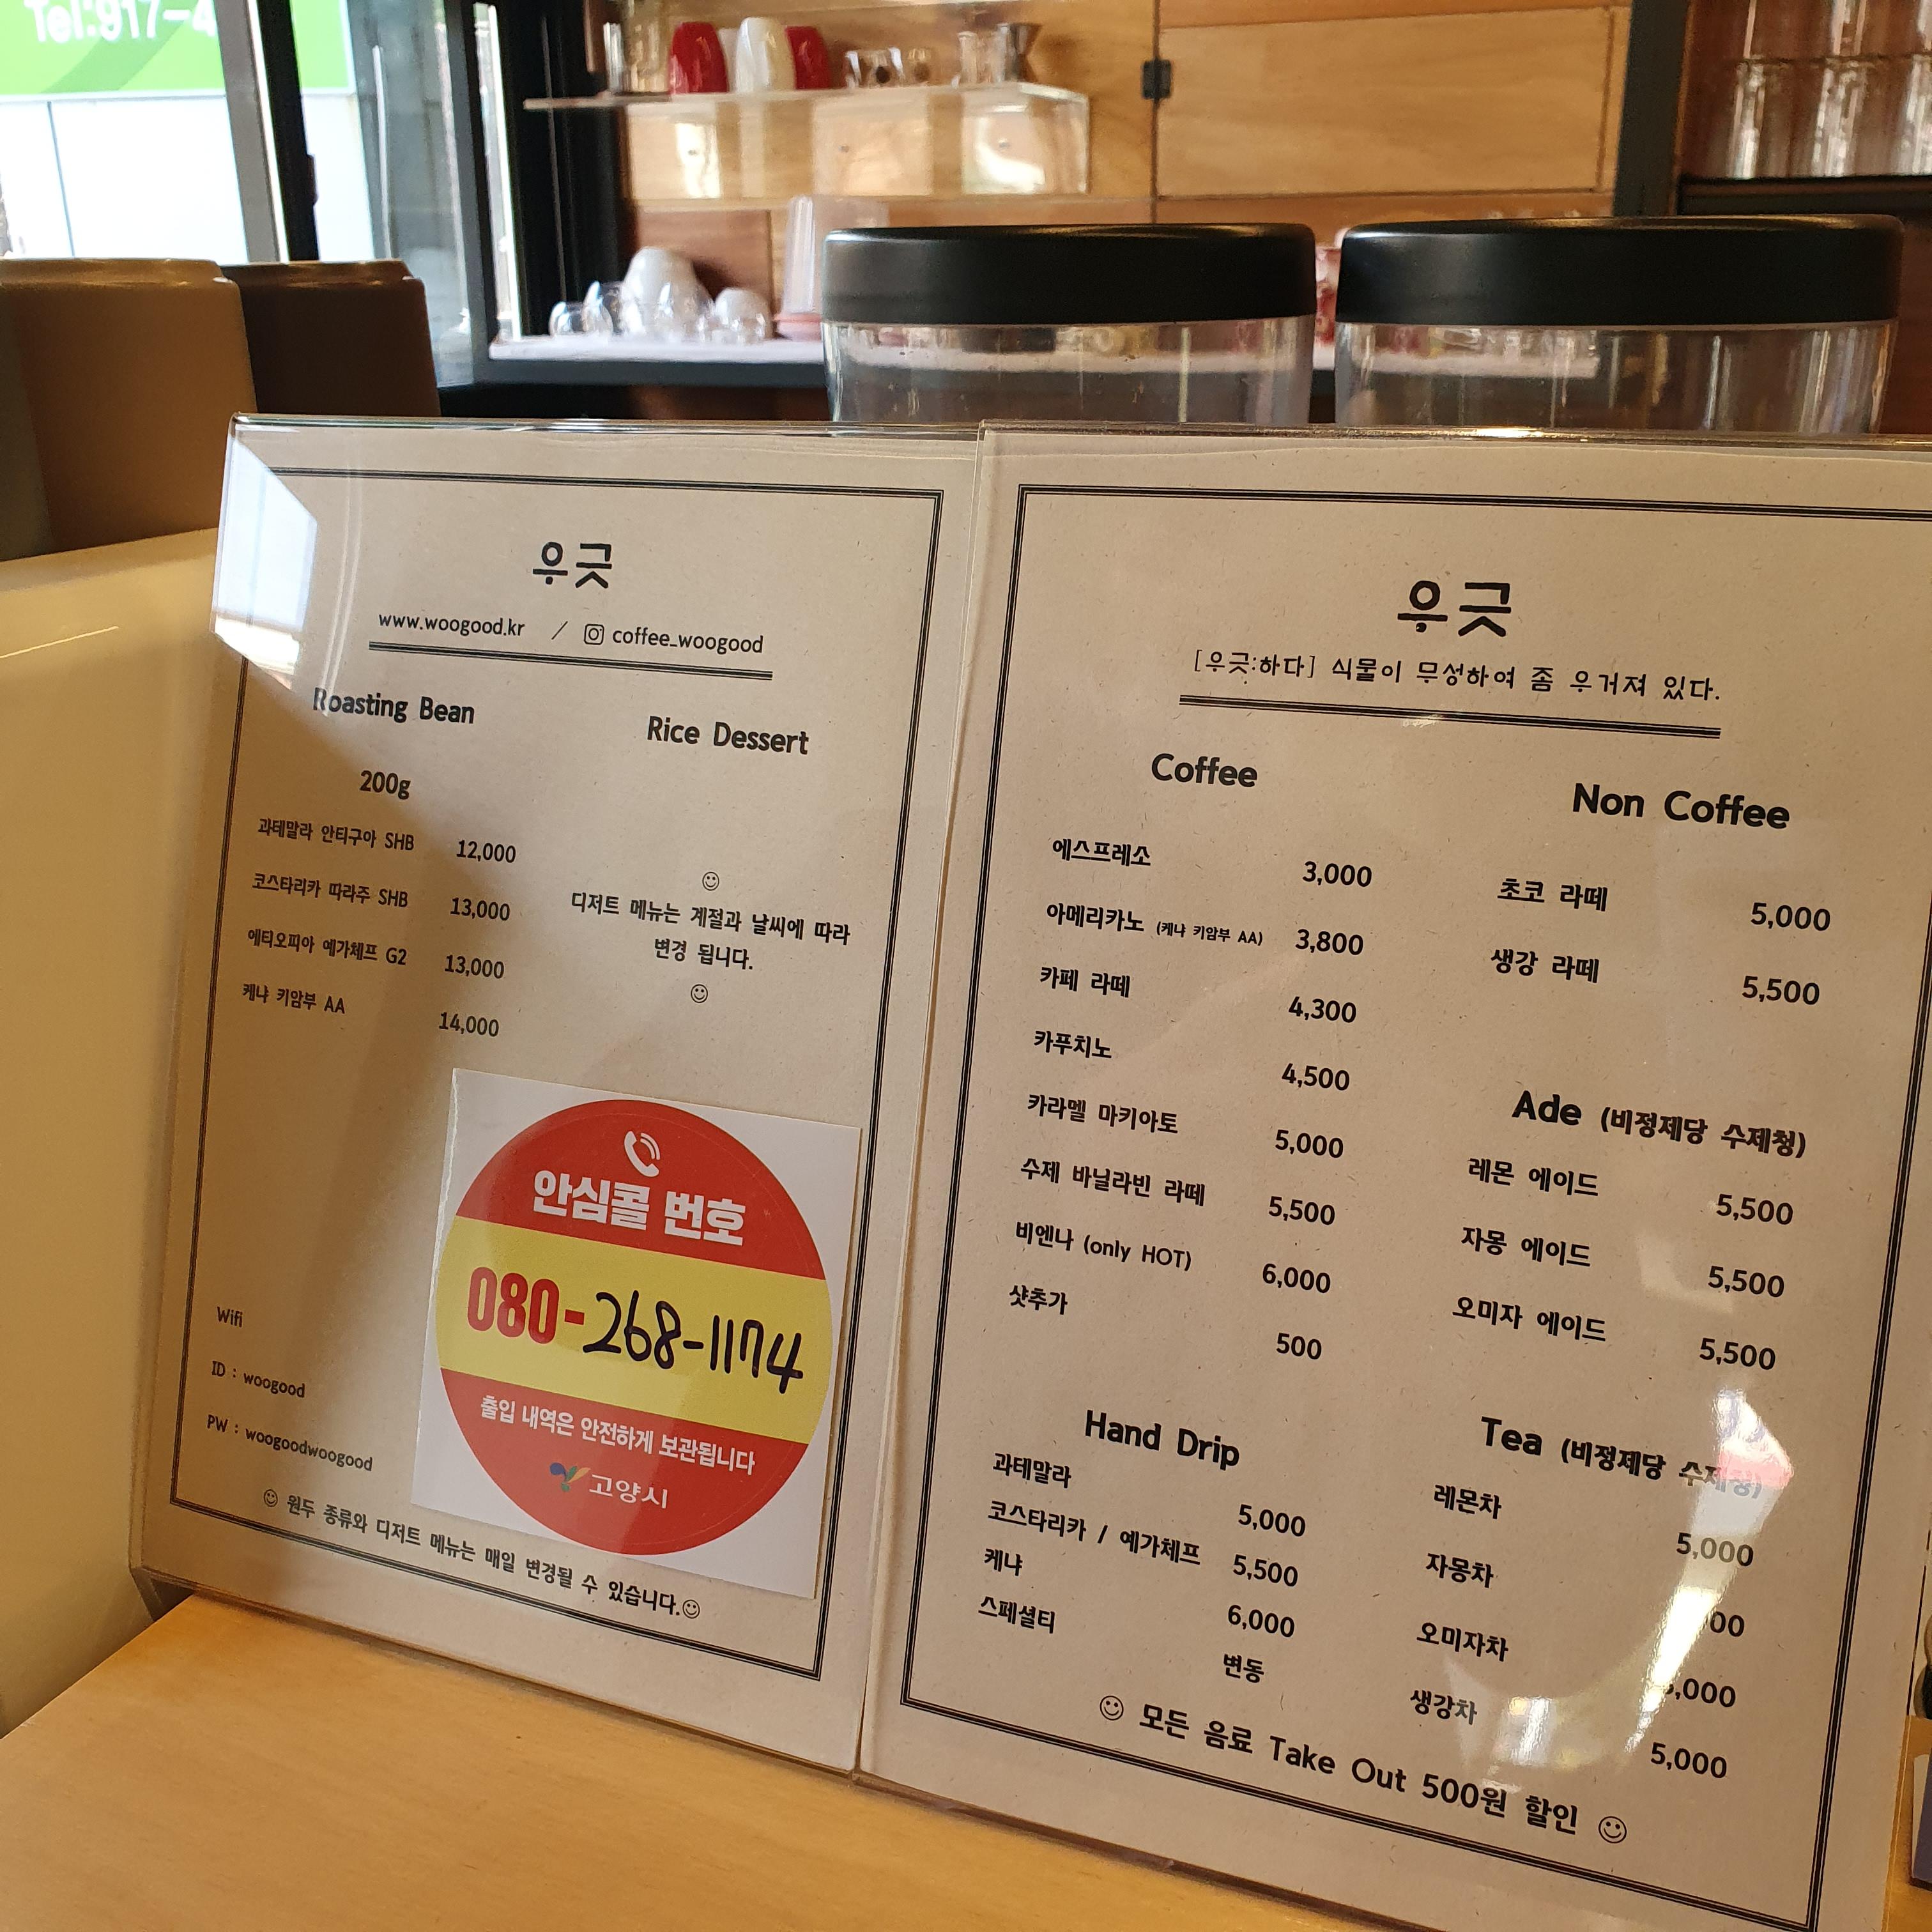 Tel:917-4
우긋
www.woogood.kr / coffee_woogood
Roasting Bean
200g
과테말라 안티구아 SHB 12,000
코스타리카 따라주 SHB 13,000
에티오피아 예가체프 G2 13,000
케냐 키암부 AA 14,000
Rice Dessert
디저트 메뉴는 계절과 날씨에 따라
변경 됩니다.
안심콜 번호
080-268-1174
출입 내역은 안전하게 보관됩니다
고양시
Wifi
ID : woogood
PW : woogoodwoogood
원두 종류와 디저트 메뉴는 매일 변경될 수 있습니다.
우긋
[우긋:하다] 식물이 무성하여 좀 우거져 있다.
Coffee
에스프레소 3,000
아메리카노 (케냐 키암부 AA) 3,800
카페 라떼 4,300
카푸치노 4,500
카라멜 마키아토 5,000
수제 바닐라빈 라떼 5,500
비엔나 (only HOT) 6,000
샷추가 500
Hand Drip
과테말라 5,000
코스타리카 / 예가체프 5,500
케냐 6,000
스페셜티 변동
Non Coffee
초코 라떼 5,000
생강 라떼 5,500
Ade (비정제당 수제청)
레몬 에이드 5,500
자몽 에이드 5,500
오미자 에이드 5,500
Tea (비정제당 수제청)
레몬차 5,000
자몽차
오미자차
생강차 5,000
모든 음료 Take Out 500원 할인